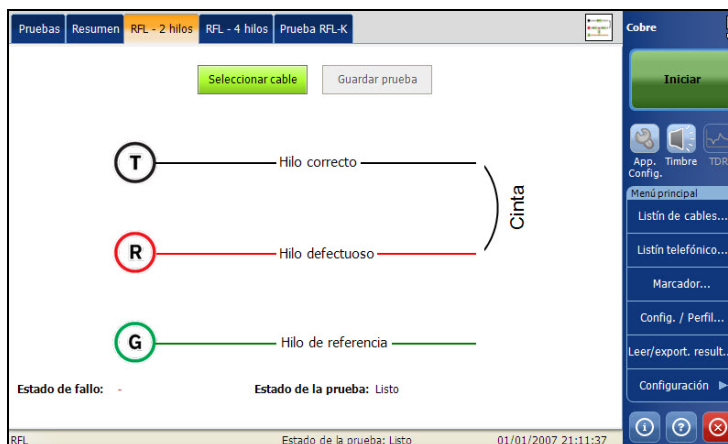 Pruebas Resumen RFL - 2 hilos RFL - 4 hilos Prueba RFL-K
Seleccionar cable Guardar prueba
T Hilo correcto
Cinta
R Hilo defectuoso
G Hilo de referencia
Estado de fallo: - Estado de la prueba: Listo
RFL Estado de la prueba: Listo 01/01/2007 21:11:37
Cobre
Iniciar
App. Config. Timbre TDR
Menú principal
Listín de cables...
Listín telefónico...
Marcador...
Config. / Perfil...
Leer/export. result...
Configuración